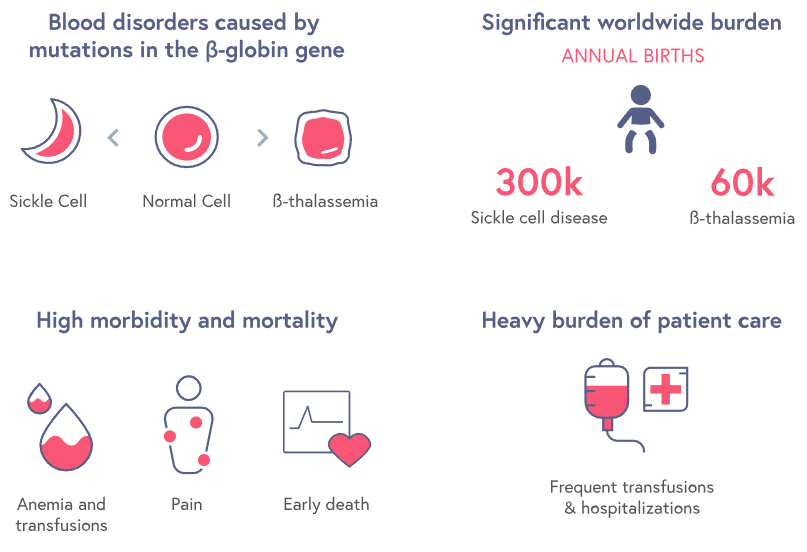 Blood disorders caused by
mutations in the ß-globin gene
Sickle Cell
Normal Cell
ß-thalassemia
Significant worldwide burden
ANNUAL BIRTHS
300k
Sickle cell disease
60k
ß-thalassemia
High morbidity and mortality
Anemia and
transfusions
Pain
Early death
Heavy burden of patient care
Frequent transfusions
& hospitalizations